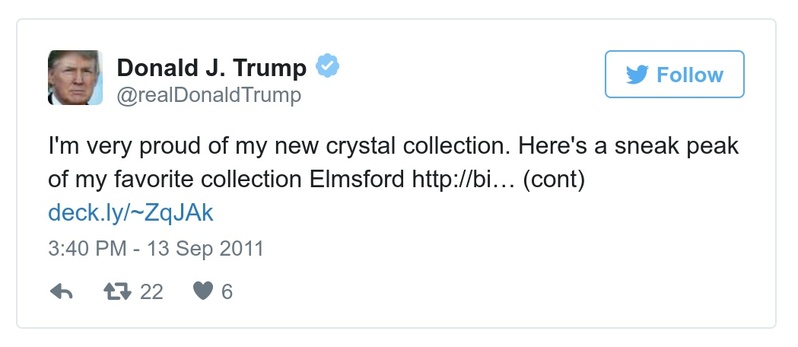 Donald J. Trump
@realDonaldTrump
Follow
I'm very proud of my new crystal collection. Here's a sneak peak
of my favorite collection Elmsford http://bi… (cont)
deck.ly/~ZqJAk
3:40 PM - 13 Sep 2011
22 6